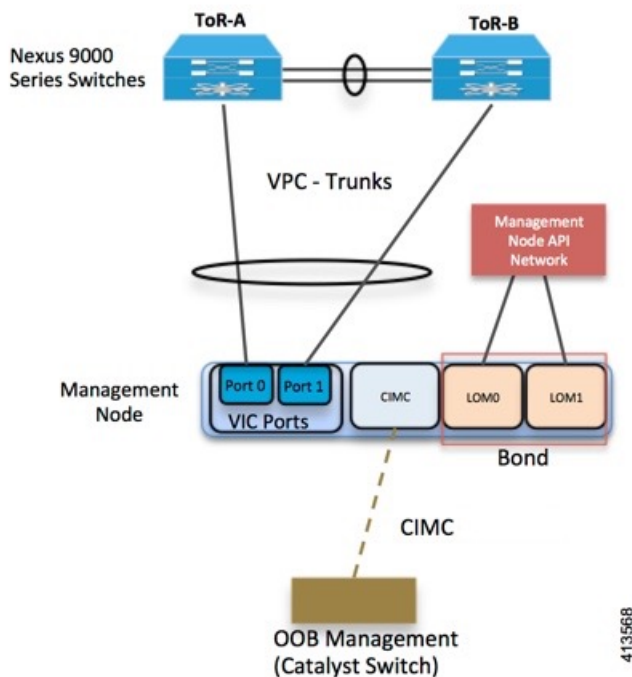 ToR-A
ToR-B
Nexus 9000
Series Switches
VPC - Trunks
Management
Node API
Network
Management
Node
Port 0
Port 1
VIC Ports
CIMC
LOM0
LOM1
Bond
CIMC
OOB Management
(Catalyst Switch)
413568